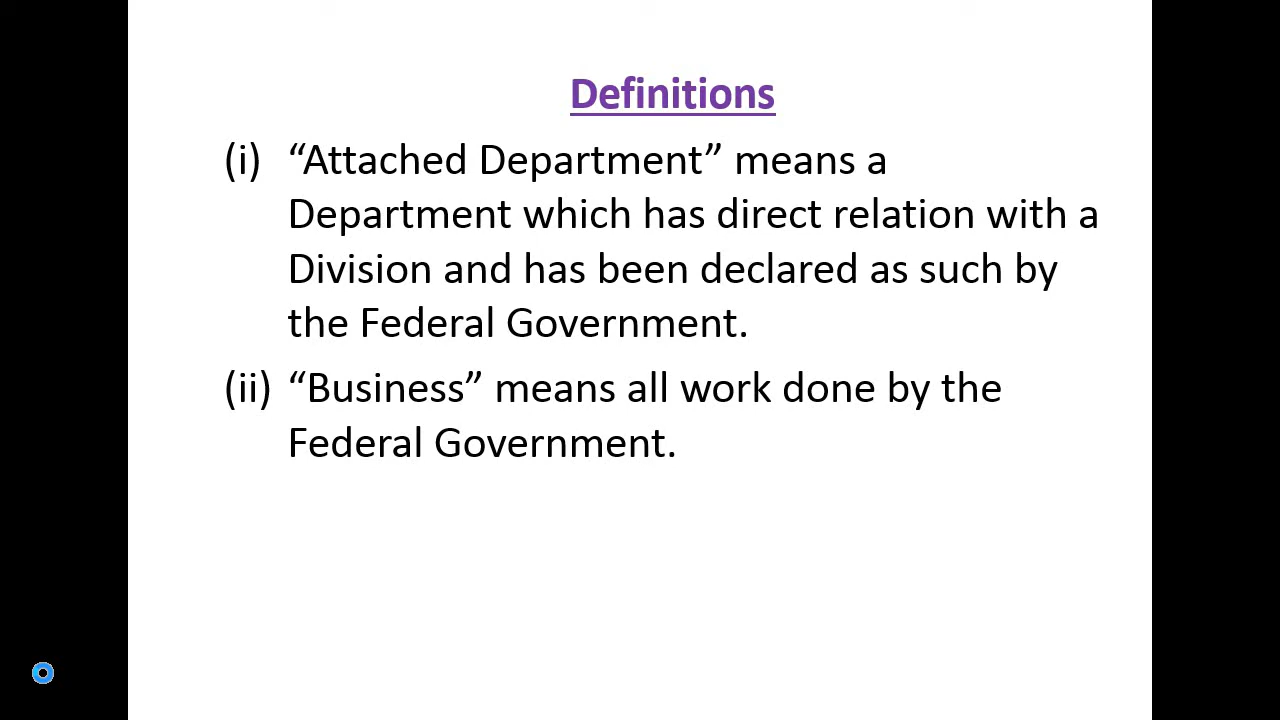 Definitions
(i) “Attached Department” means a
Department which has direct relation with a
Division and has been declared as such by
the Federal Government.
(ii) “Business” means all work done by the
Federal Government.